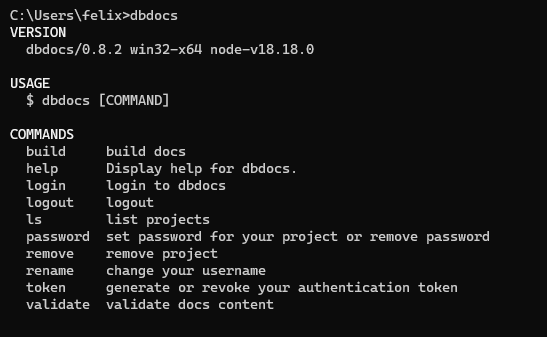 C:\Users\felix>dbdocs
VERSION
dbdocs/0.8.2 win32-x64 node-v18.18.0
USAGE
$ dbdocs [COMMAND]
COMMANDS
build build docs
help Display help for dbdocs.
login login to dbdocs
logout logout
ls list projects
password set password for your project or remove password
remove remove project
rename change your username
token generate or revoke your authentication token
validate validate docs content